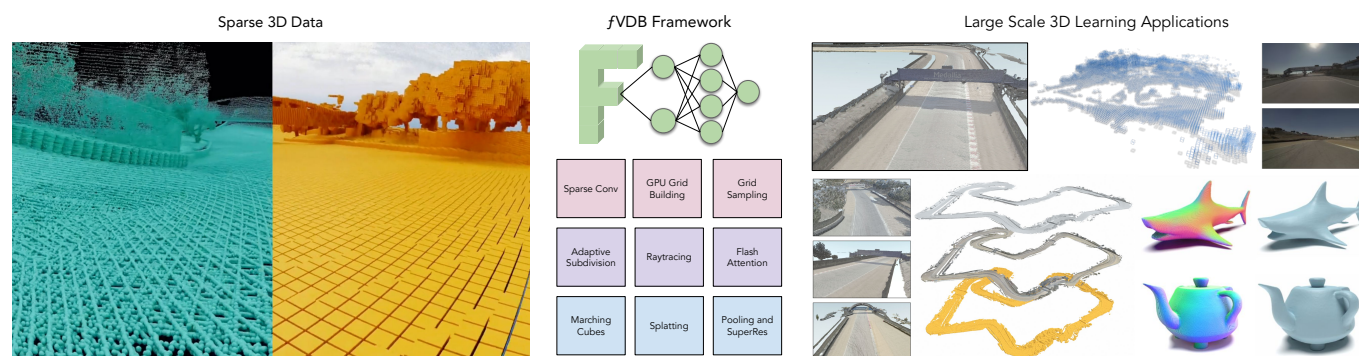 Sparse 3D Data
ƒVDB Framework
Large Scale 3D Learning Applications
Sparse Conv
GPU Grid
Building
Grid
Sampling
Adaptive
Subdivision
Raytracing
Flash
Attention
Marching
Cubes
Splatting
Pooling and
SuperRes